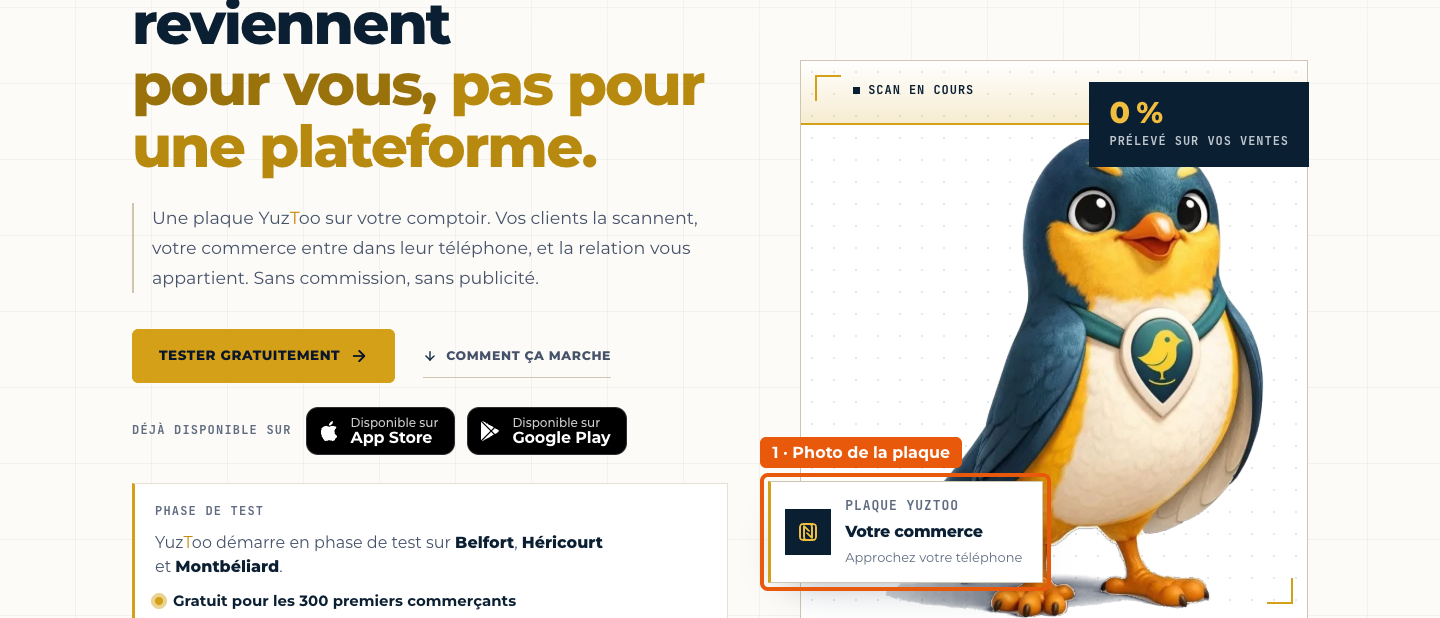 reviennent
pour vous, pas pour
une plateforme.
Une plaque YuzToo sur votre comptoir. Vos clients la scannent,
votre commerce entre dans leur téléphone, et la relation vous
appartient. Sans commission, sans publicité.
TESTER GRATUITEMENT →
↓ COMMENT ÇA MARCHE
DÉJÀ DISPONIBLE SUR
Disponible sur
App Store
Disponible sur
Google Play
PHASE DE TEST
YuzToo démarre en phase de test sur Belfort, Héricourt
et Montbéliard.
Gratuit pour les 300 premiers commerçants
SCAN EN COURS
0 %
PRÉLEVÉ SUR VOS VENTES
1 · Photo de la plaque
PLAQUE YUZTOO
Votre commerce
Approchez votre téléphone